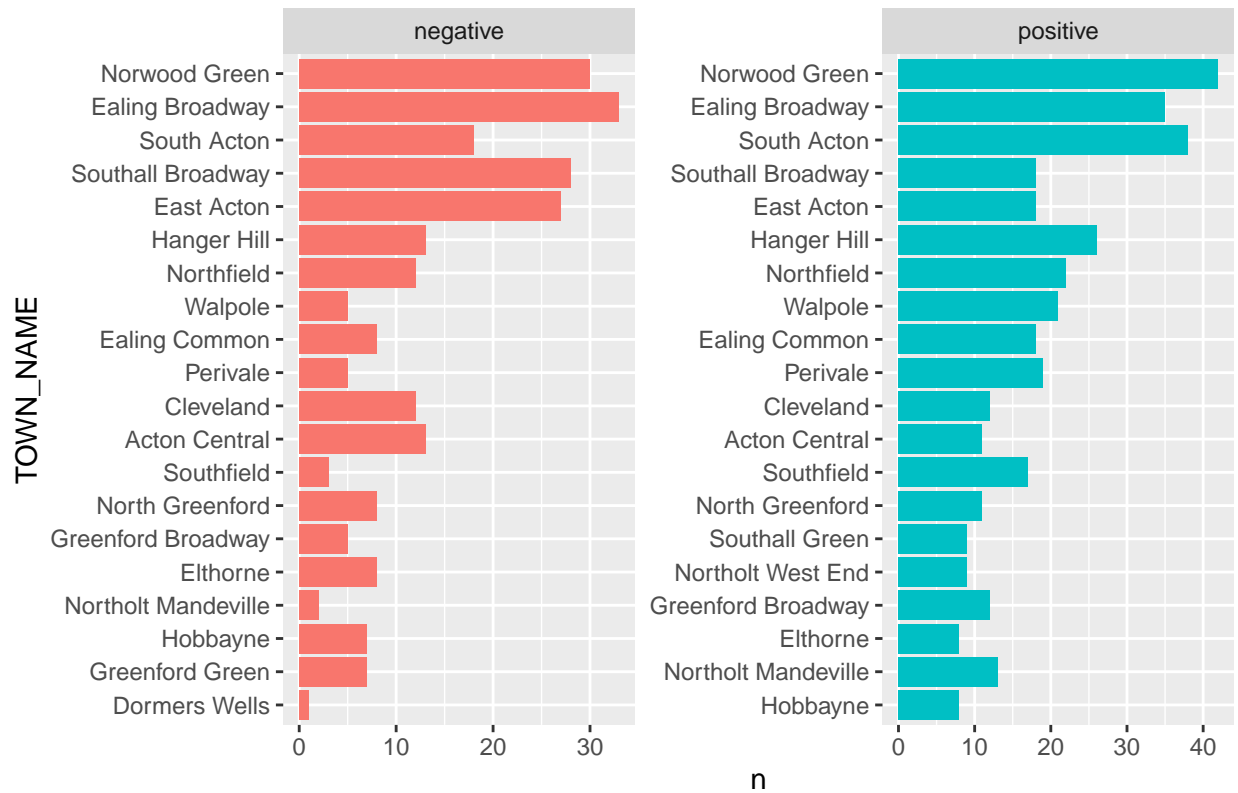 negative
positive
TOWN_NAME
Norwood Green
Ealing Broadway
South Acton
Southall Broadway
East Acton
Hanger Hill
Northfield
Walpole
Ealing Common
Perivale
Cleveland
Acton Central
Southfield
North Greenford
Greenford Broadway
Elthorne
Northolt Mandeville
Hobbayne
Greenford Green
Dormers Wells
0 10 20 30
Norwood Green
Ealing Broadway
South Acton
Southall Broadway
East Acton
Hanger Hill
Northfield
Walpole
Ealing Common
Perivale
Cleveland
Acton Central
Southfield
North Greenford
Southall Green
Northolt West End
Greenford Broadway
Elthorne
Northolt Mandeville
Hobbayne
0 10 20 30 40
n